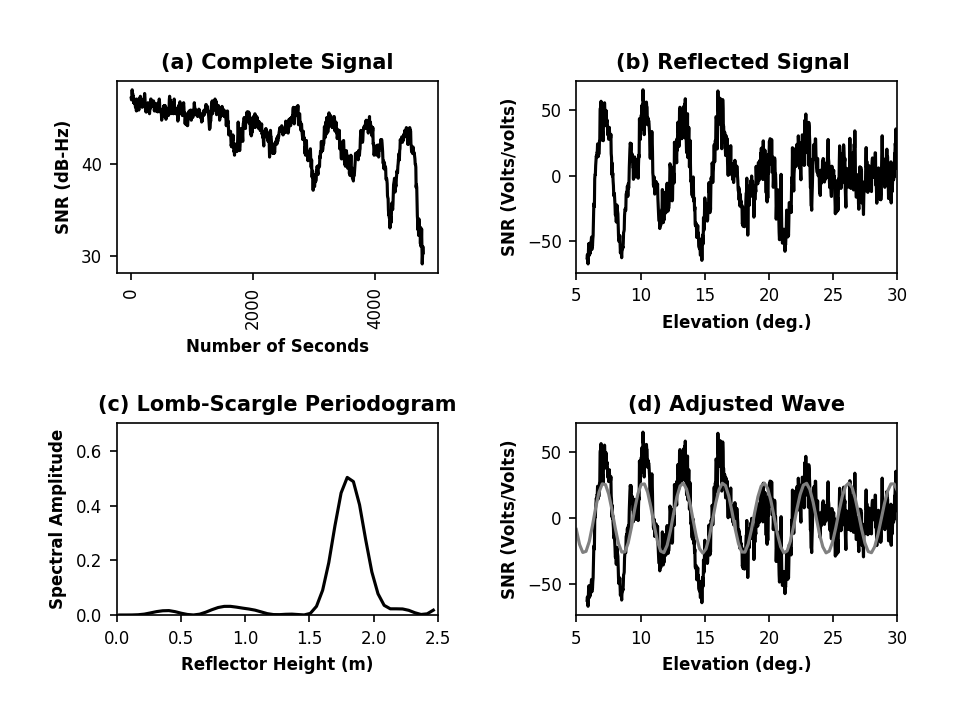 (a) Complete Signal
SNR (dB-Hz)
40
30
0
2000
4000
Number of Seconds
(b) Reflected Signal
SNR (Volts/volts)
50
0
−50
5 10 15 20 25 30
Elevation (deg.)
(c) Lomb-Scargle Periodogram
Spectral Amplitude
0.6
0.4
0.2
0.0
0.0 0.5 1.0 1.5 2.0 2.5
Reflector Height (m)
(d) Adjusted Wave
SNR (Volts/Volts)
50
0
−50
5 10 15 20 25 30
Elevation (deg.)